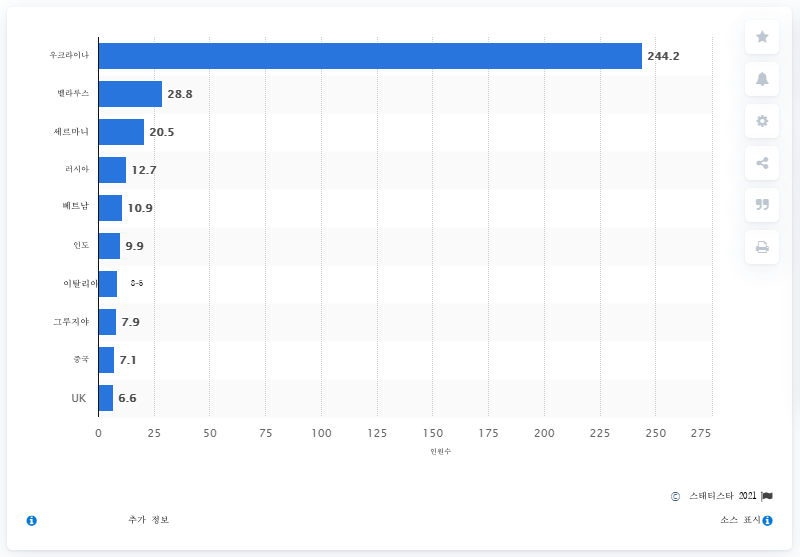 우크라이나 244.2
벨라루스 28.8
세르마니 20.5
러시아 12.7
베트남 10.9
인도 9.9
이탈리아 8-5
그루지야 7.9
중국 7.1
UK 6.6
0 25 50 75 100 125 150 175 200 225 250 275
인원수
© 스태티스타 2021
추가 정보 소스 표시